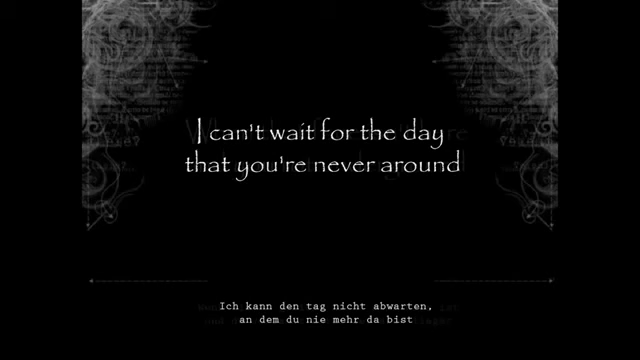 I can't wait for the day
that you're never around
Ich kann den tag nicht abwarten,
an dem du nie mehr da bist